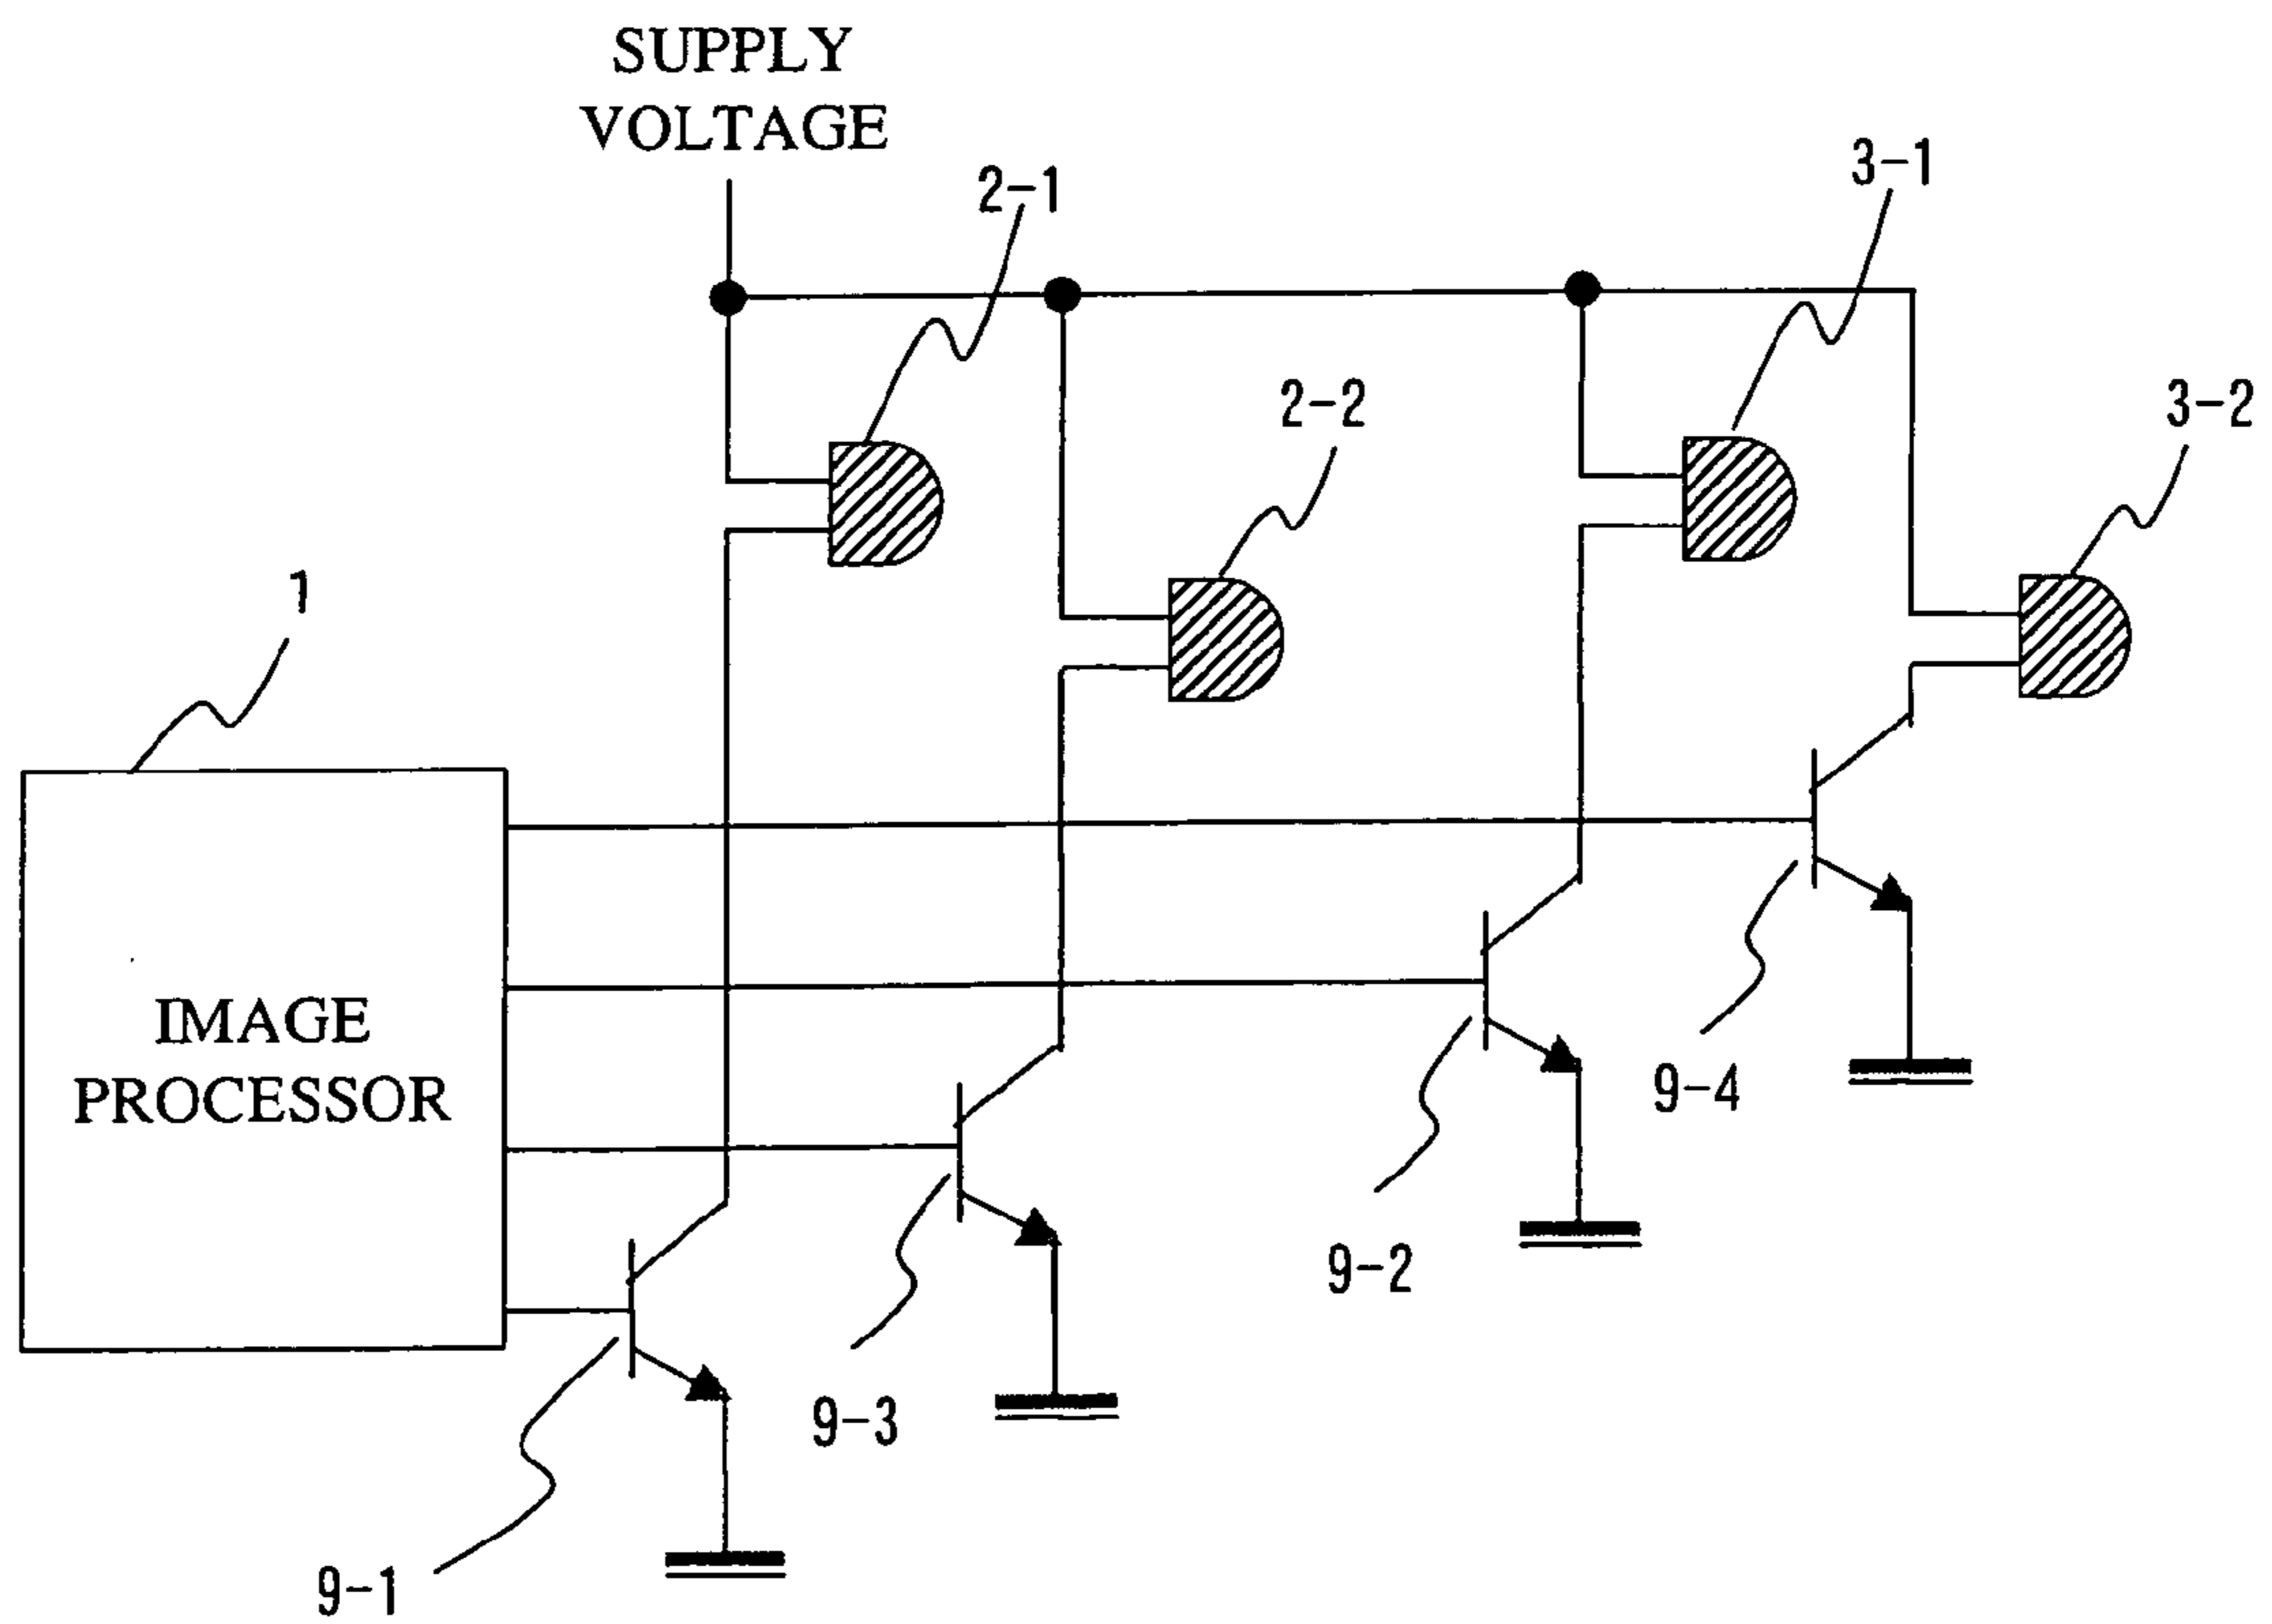 SUPPLY
VOLTAGE
2-1
3-1
2-2
3-2
1
IMAGE
PROCESSOR
9-4
9-2
9-3
9-1